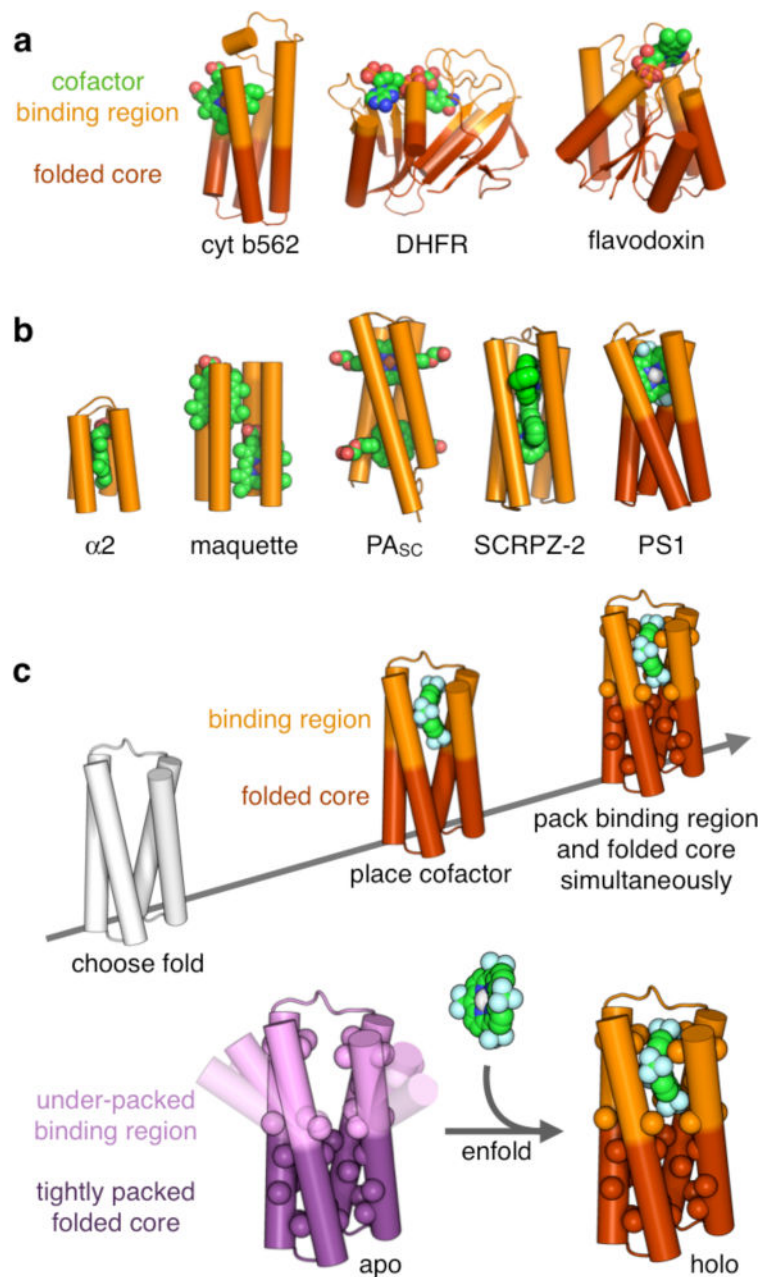 a
cofactor
binding region
folded core
cyt b562
DHFR
flavodoxin
b
α2
maquette
PASC
SCRPZ-2
PS1
c
binding region
folded core
choose fold
place cofactor
pack binding region
and folded core
simultaneously
under-packed
binding region
tightly packed
folded core
apo
enfold
holo